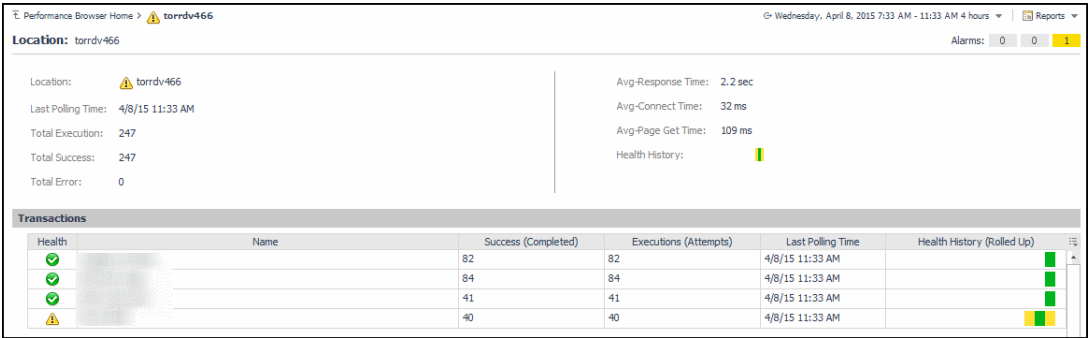 Performance Browser Home > torrdv466
Wednesday, April 8, 2015 7:33 AM - 11:33 AM 4 hours
Reports
Location: torrdv466
Alarms: 0 0 1
Location: torrdv466
Last Polling Time: 4/8/15 11:33 AM
Total Execution: 247
Total Success: 247
Total Error: 0
Avg-Response Time: 2.2 sec
Avg-Connect Time: 32 ms
Avg-Page Get Time: 109 ms
Health History:
Transactions
Health Name Success (Completed) Executions (Attempts) Last Polling Time Health History (Rolled Up)
82 82 4/8/15 11:33 AM
84 84 4/8/15 11:33 AM
41 41 4/8/15 11:33 AM
40 40 4/8/15 11:33 AM